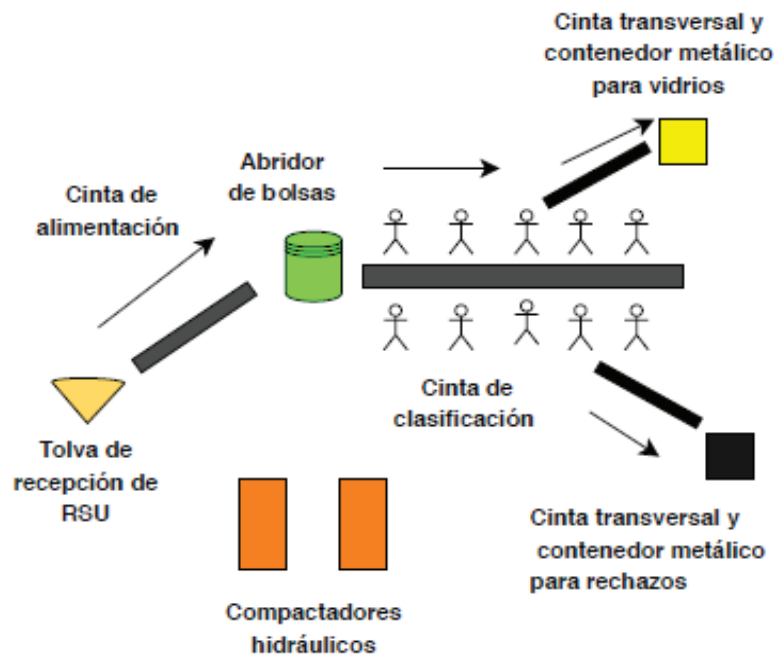 Cinta transversal y
contenedor metálico
para vidrios
Abridor
de bolsas
Cinta de
alimentación
Cinta de
clasificación
Tolva de
recepción de
RSU
Cinta transversal y
contenedor metálico
para rechazos
Compactadores
hidráulicos